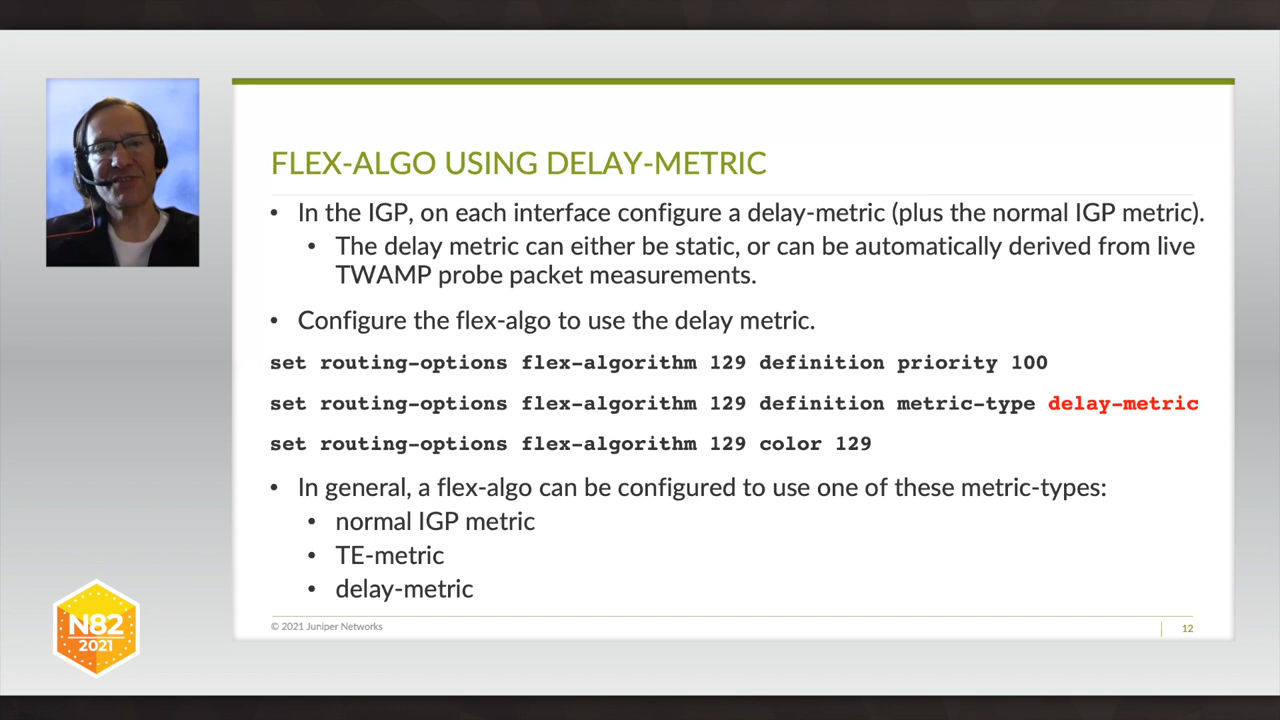 FLEX-ALGO USING DELAY-METRIC
• In the IGP, on each interface configure a delay-metric (plus the normal IGP metric).
• The delay metric can either be static, or can be automatically derived from live
TWAMP probe packet measurements.
• Configure the flex-algo to use the delay metric.
set routing-options flex-algorithm 129 definition priority 100
set routing-options flex-algorithm 129 definition metric-type delay-metric
set routing-options flex-algorithm 129 color 129
• In general, a flex-algo can be configured to use one of these metric-types:
• normal IGP metric
• TE-metric
• delay-metric
© 2021 Juniper Networks
12
N82
2021